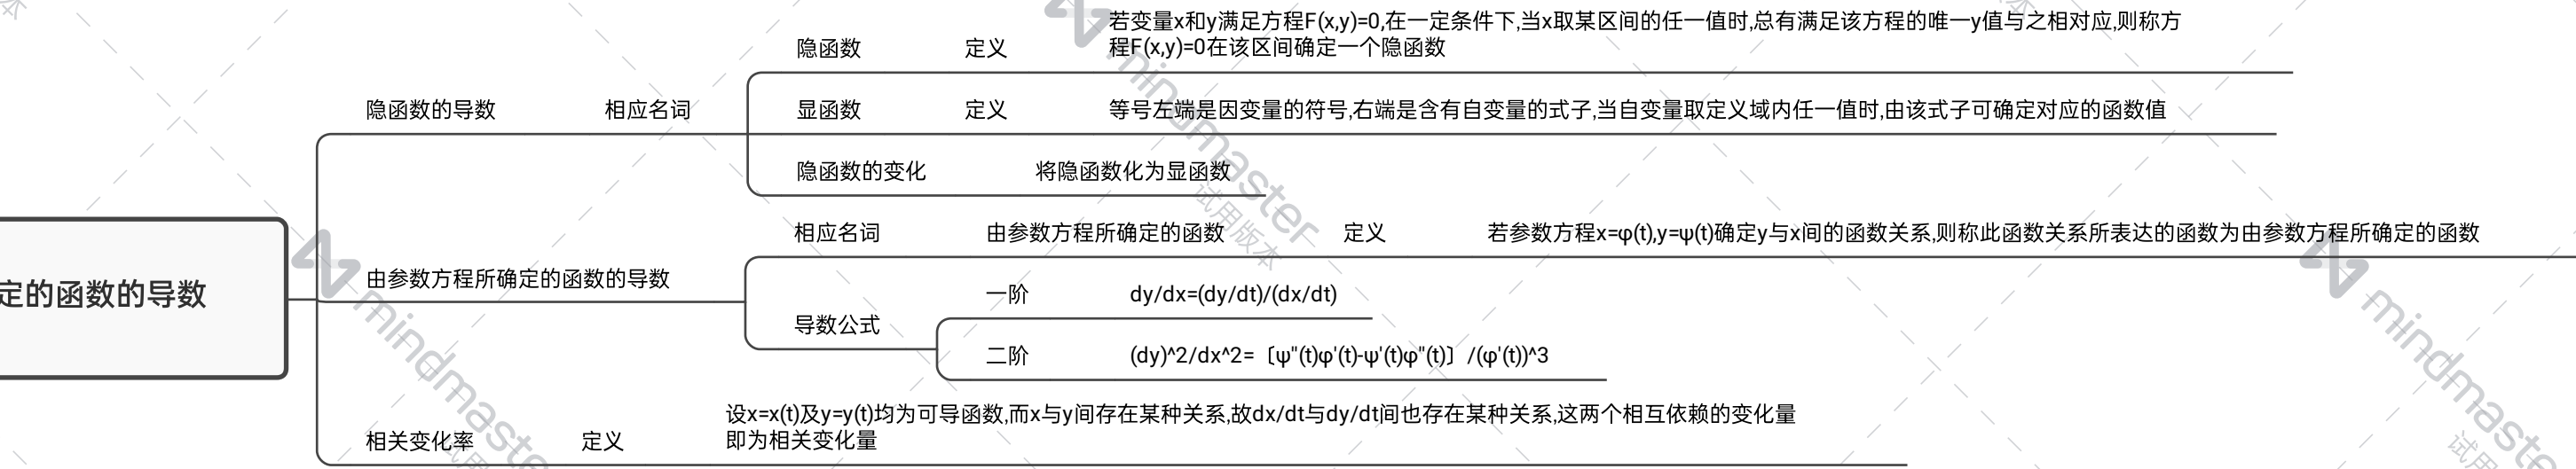 若变量x和y满足方程F(x,y)=0,在一定条件下,当x取某区间的任一值时,总有满足该方程的唯一y值与之相对应,则称方
隐函数 定义 程F(x,y)=0在该区间确定一个隐函数
隐函数的导数 相应名词 显函数 定义 等号左端是因变量的符号,右端是含有自变量的式子,当自变量取定义域内任一值时,由该式子可确定对应的函数值
隐函数的变化 将隐函数化为显函数
相应名词 由参数方程所确定的函数 定义 若参数方程x=φ(t),y=ψ(t)确定y与x间的函数关系,则称此函数关系所表达的函数为由参数方程所确定的函数
由参数方程所确定的函数的导数
定的函数的导数 一阶 dy/dx=(dy/dt)/(dx/dt)
导数公式
二阶 (dy)^2/dx^2=〔ψ"(t)φ'(t)-ψ'(t)φ"(t)〕/(φ'(t))^3
设x=x(t)及y=y(t)均为可导函数,而x与y间存在某种关系,故dx/dt与dy/dt间也存在某种关系,这两个相互依赖的变化量
相关变化率 定义 即为相关变化量
mindmaster
试用版本
mindmaster
mindmaster